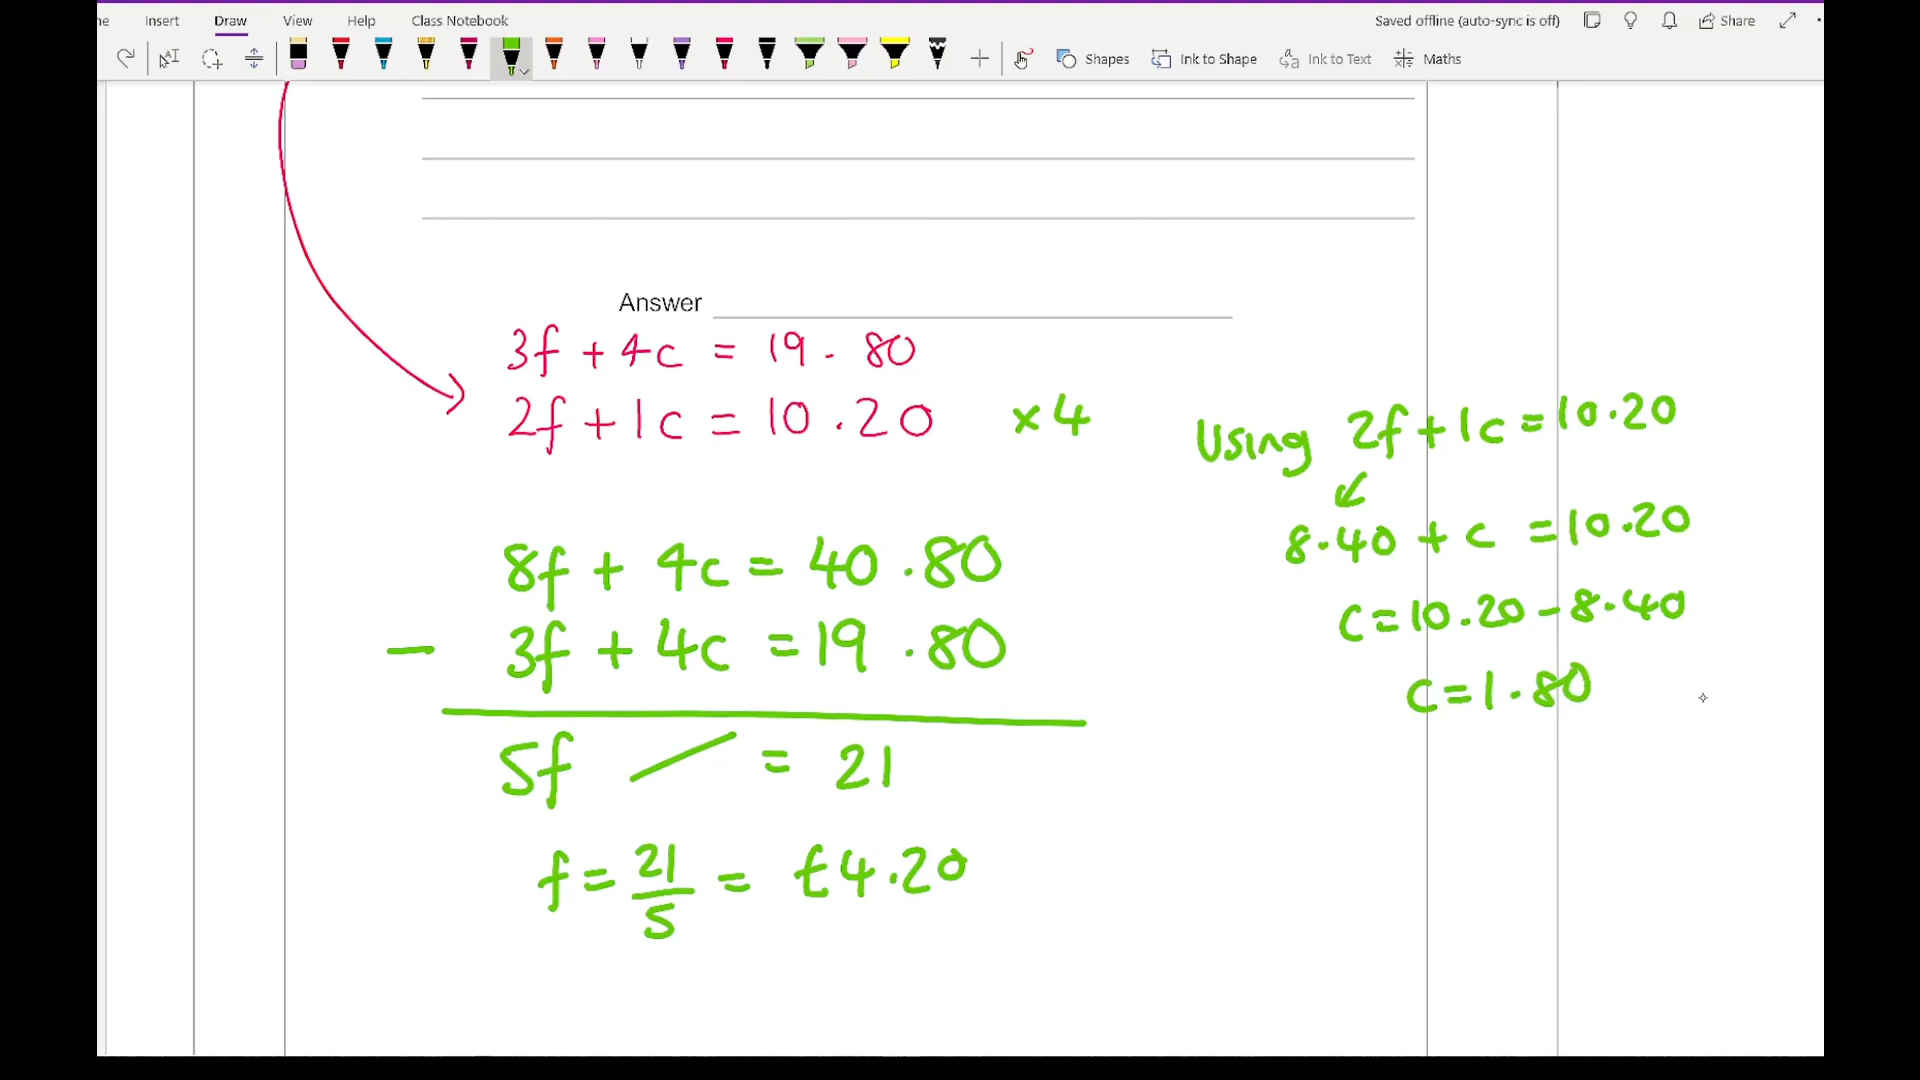 Insert Draw View Help Class Notebook Saved offline (auto-sync is off) Share
Shapes Ink to Shape Ink to Text Maths
Answer
3f + 4c = 19.80
2f + 1c = 10.20 ×4
8f + 4c = 40.80
− 3f + 4c = 19.80
5f = 21
f = 21/5 = £4.20
Using 2f + 1c = 10.20
8.40 + c = 10.20
c = 10.20 − 8.40
c = 1.80